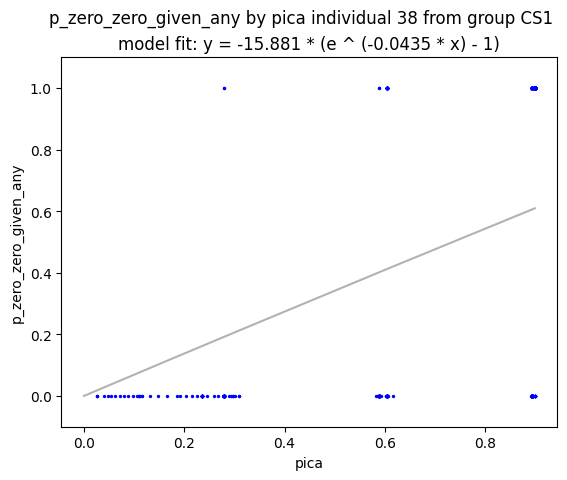 p_zero_zero_given_any by pica individual 38 from group CS1
model fit: y = -15.881 * (e ^ (-0.0435 * x) - 1)
1.0
0.8
0.6
0.4
0.2
0.0
p_zero_zero_given_any
0.0 0.2 0.4 0.6 0.8
pica